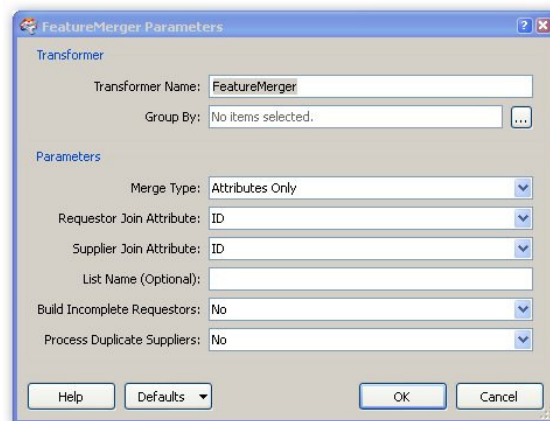 FeatureMerger Parameters
Transformer
Transformer Name: FeatureMerger
Group By: No items selected. ...
Parameters
Merge Type: Attributes Only
Requestor Join Attribute: ID
Supplier Join Attribute: ID
List Name (Optional):
Build Incomplete Requestors: No
Process Duplicate Suppliers: No
Help Defaults OK Cancel